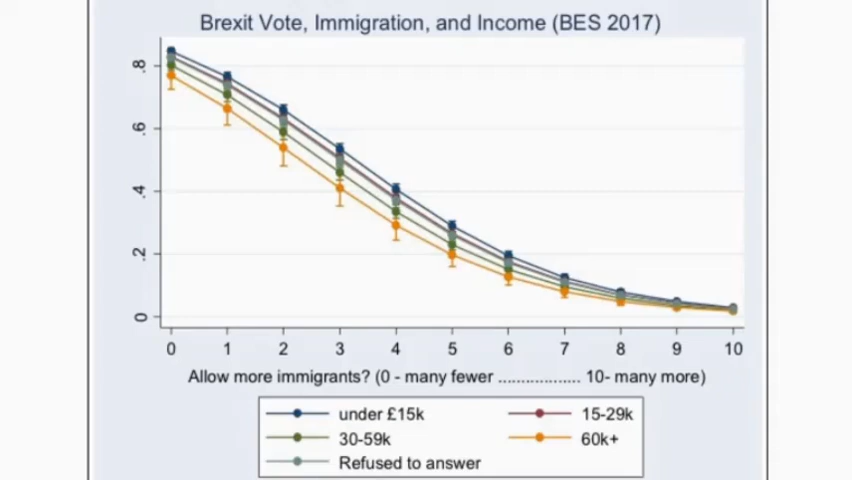 Brexit Vote, Immigration, and Income (BES 2017)
.8
.6
.4
.2
0
0 1 2 3 4 5 6 7 8 9 10
Allow more immigrants? (0 - many fewer .................. 10- many more)
under £15k 15-29k
30-59k 60k+
Refused to answer